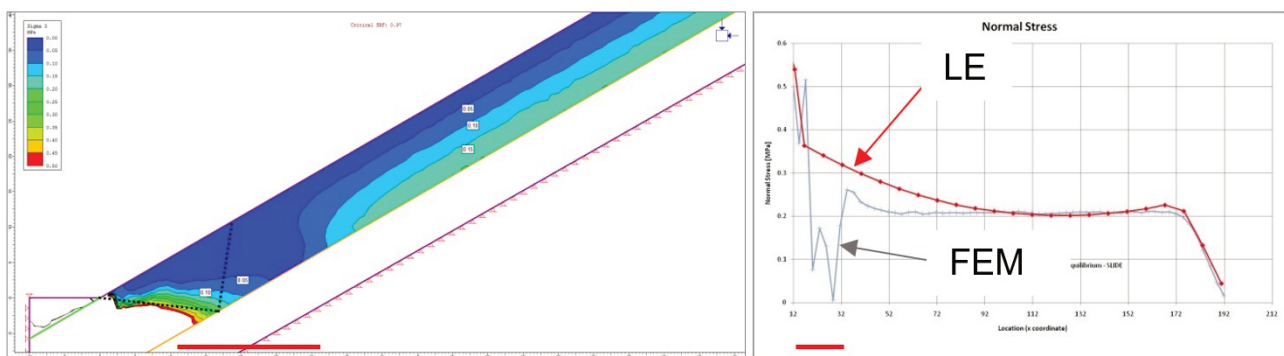 Sigma 3
MPa
0.00
0.05
0.10
0.15
0.20
0.25
0.30
0.35
0.40
0.45
0.50
Critical SRF: 0.97
0.05
0.10
0.15
0.05
0.10
Normal Stress
Normal Stress [MPa]
0.6
0.5
0.4
0.3
0.2
0.1
0
LE
FEM
quilibrium - SLIDE
12 32 52 72 92 112 132 152 172 192 212
Location (x coordinate)